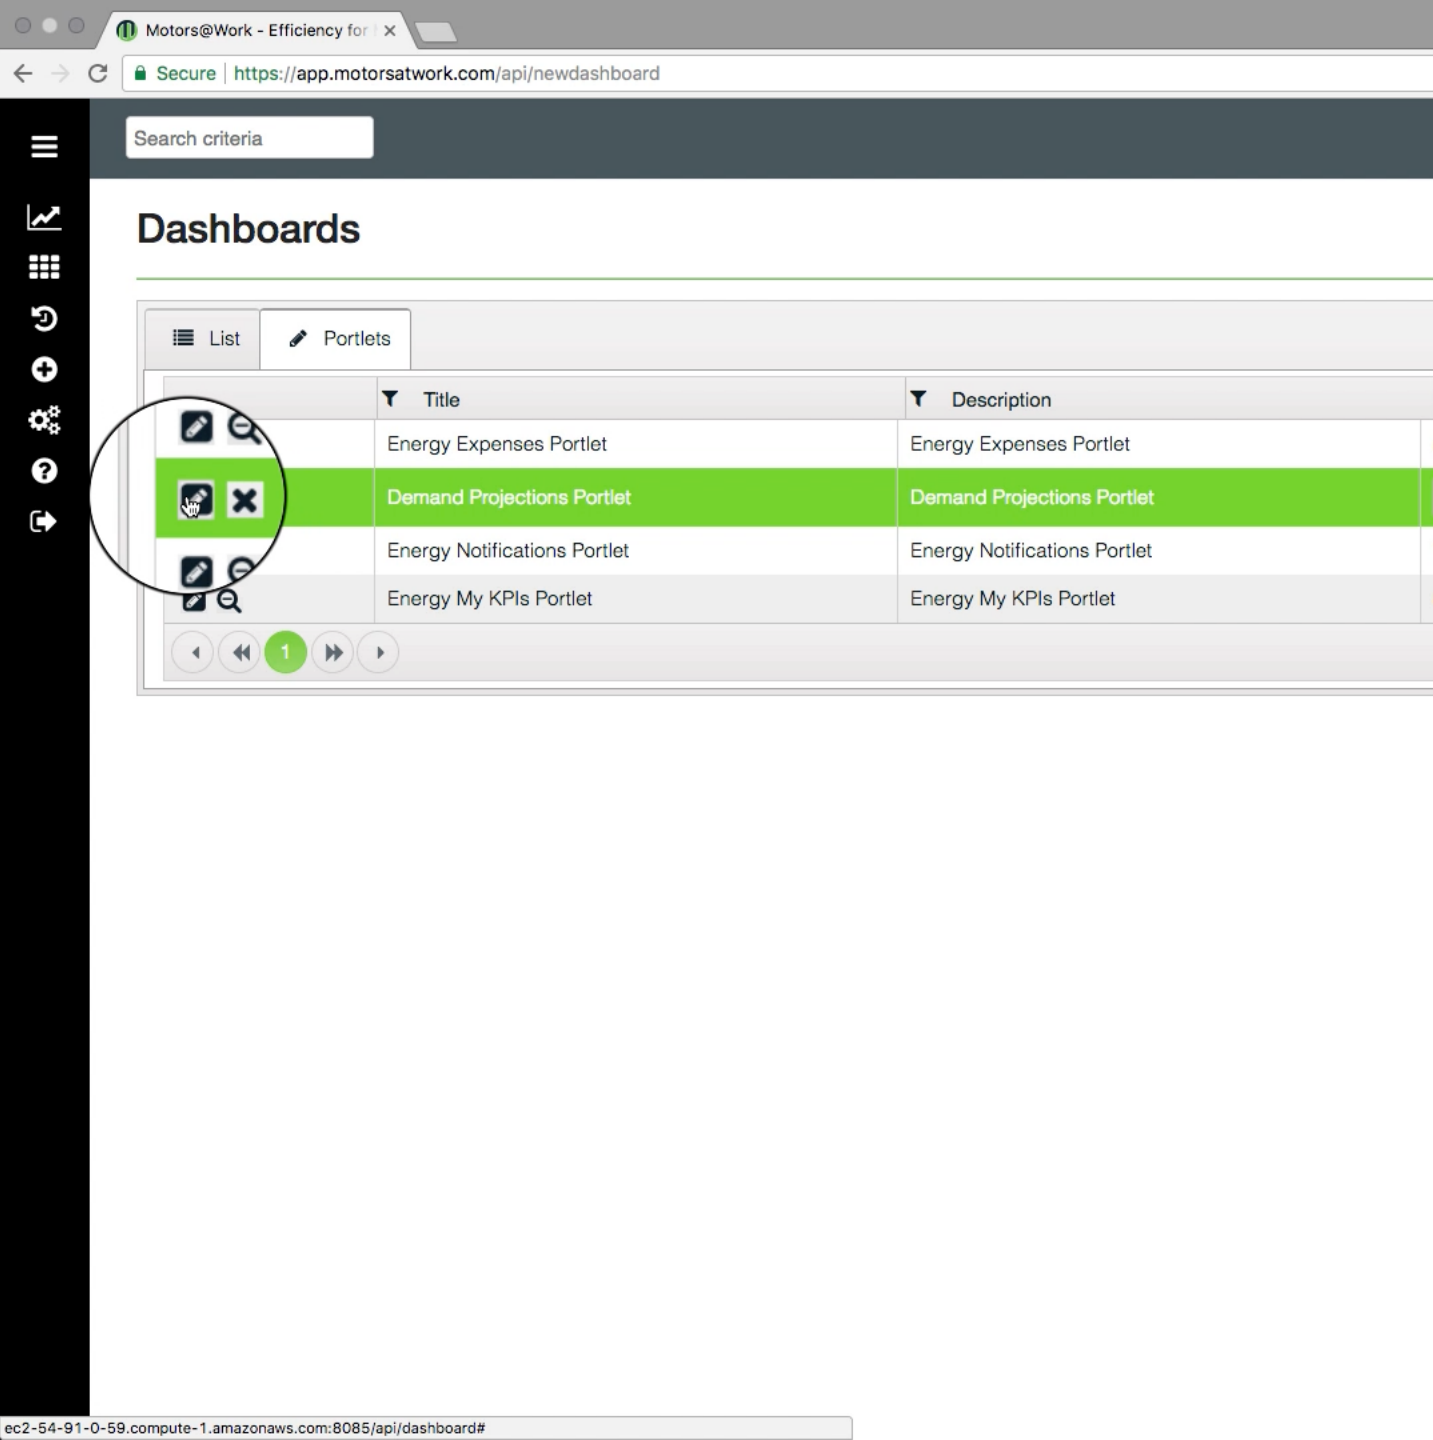 Motors@Work - Efficiency for
Secure https://app.motorsatwork.com/api/newdashboard
Search criteria
Dashboards
List Portlets
Title Description
Energy Expenses Portlet Energy Expenses Portlet
Demand Projections Portlet Demand Projections Portlet
Energy Notifications Portlet Energy Notifications Portlet
Energy My KPIs Portlet Energy My KPIs Portlet
1
ec2-54-91-0-59.compute-1.amazonaws.com:8085/api/dashboard#